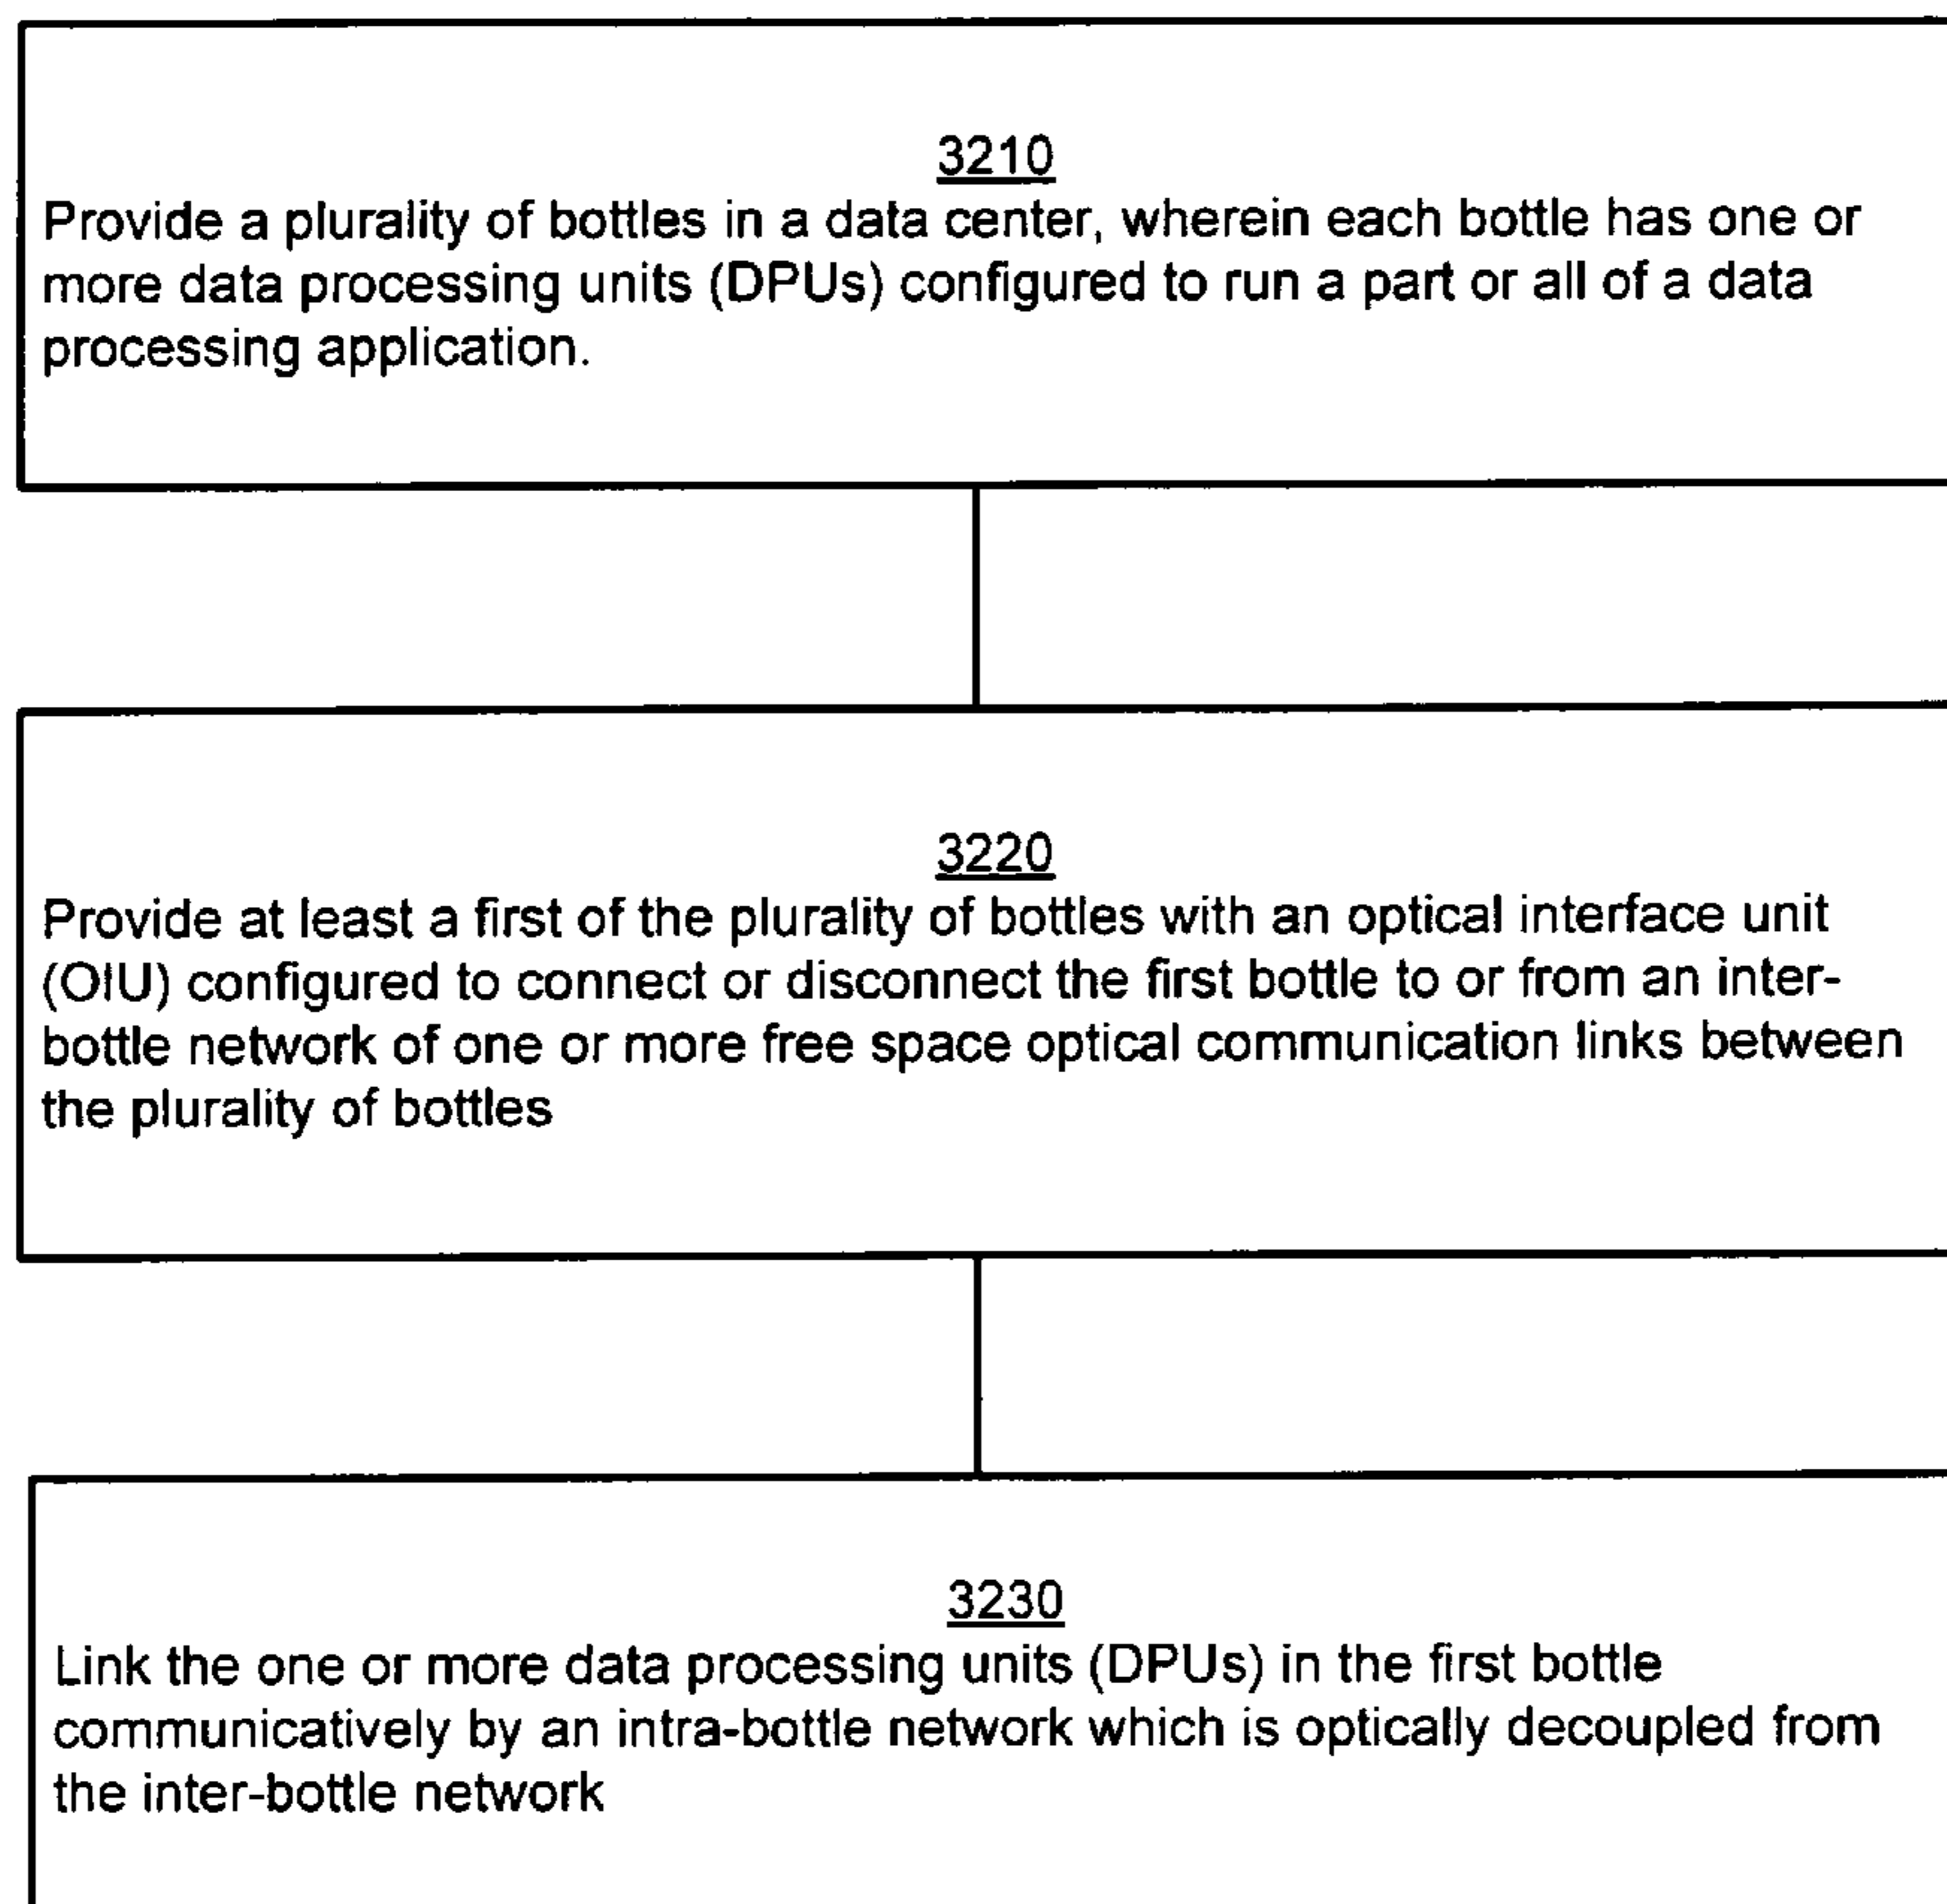 3210
Provide a plurality of bottles in a data center, wherein each bottle has one or
more data processing units (DPUs) configured to run a part or all of a data
processing application.
3220
Provide at least a first of the plurality of bottles with an optical interface unit
(OIU) configured to connect or disconnect the first bottle to or from an inter-
bottle network of one or more free space optical communication links between
the plurality of bottles
3230
Link the one or more data processing units (DPUs) in the first bottle
communicatively by an intra-bottle network which is optically decoupled from
the inter-bottle network